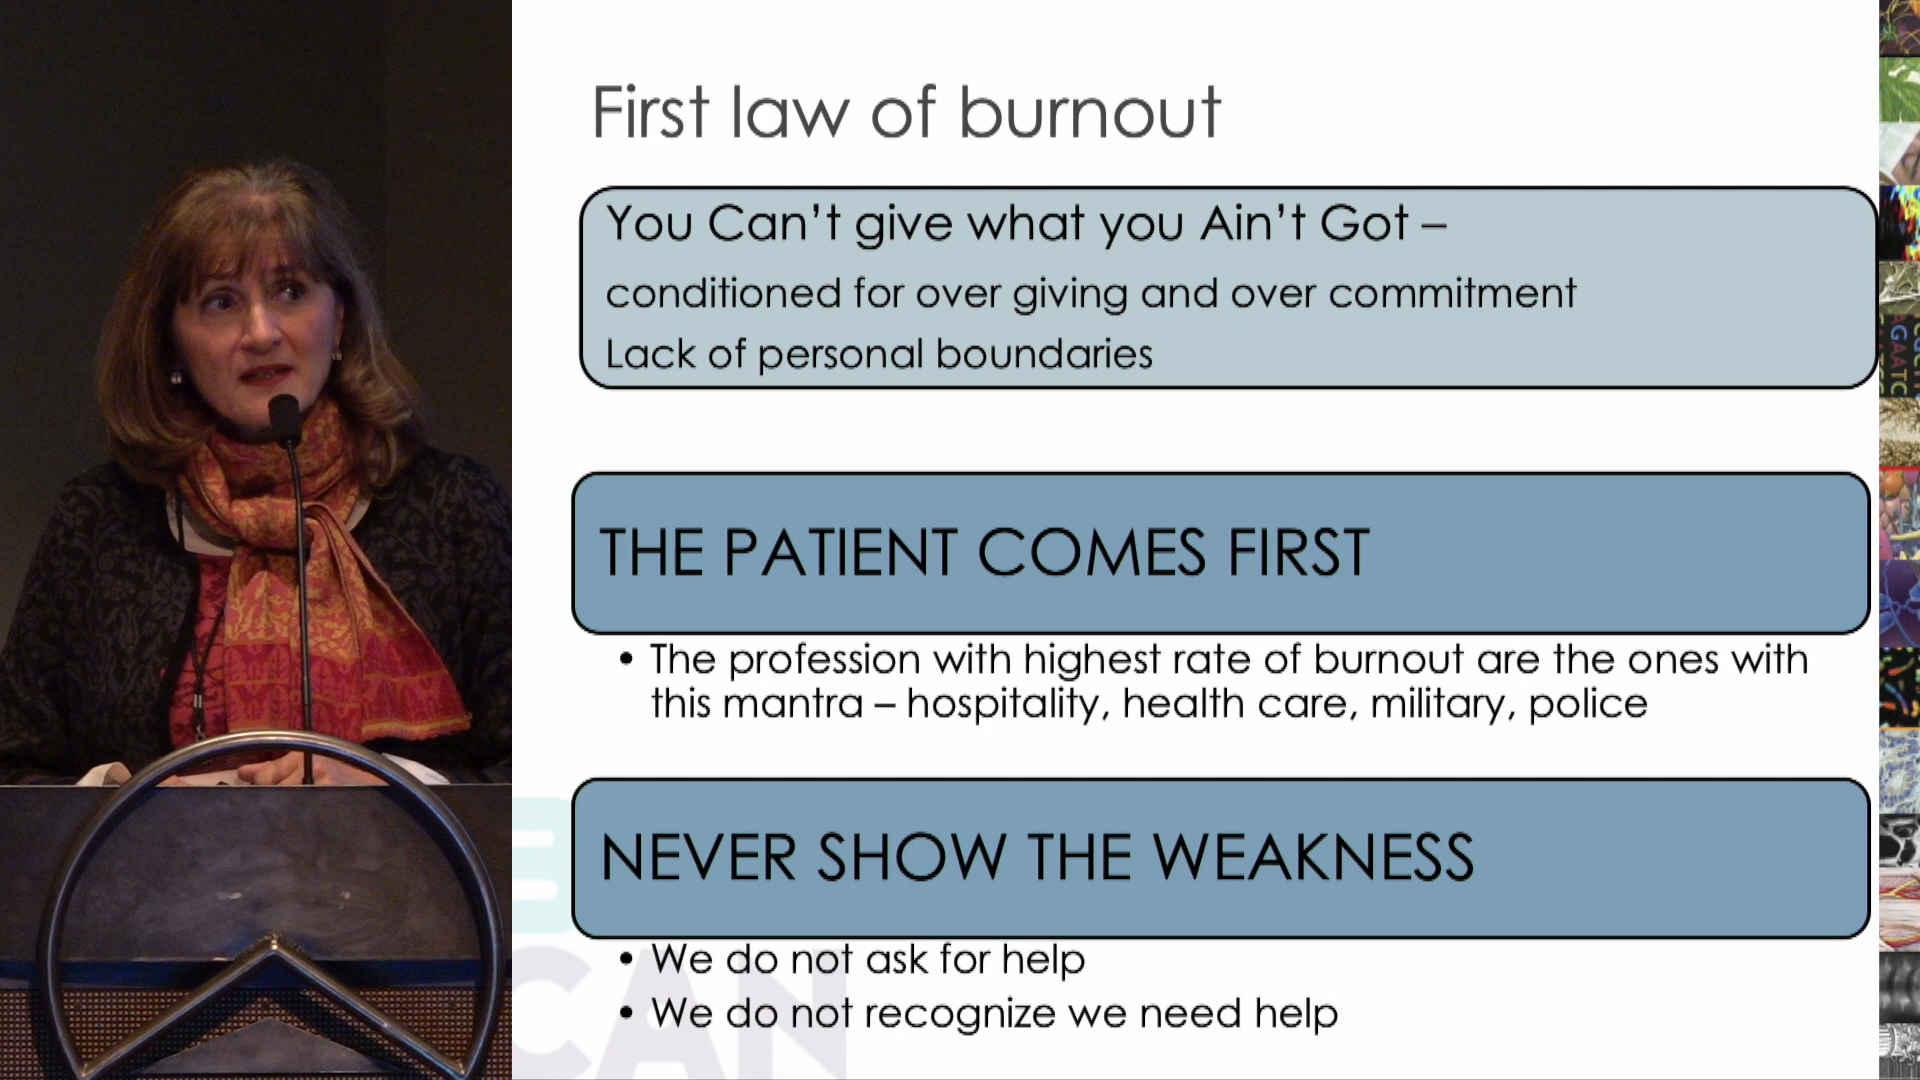 First law of burnout
You Can't give what you Ain't Got –
conditioned for over giving and over commitment
Lack of personal boundaries
THE PATIENT COMES FIRST
• The profession with highest rate of burnout are the ones with
this mantra – hospitality, health care, military, police
NEVER SHOW THE WEAKNESS
• We do not ask for help
• We do not recognize we need help
CAN
GAATC